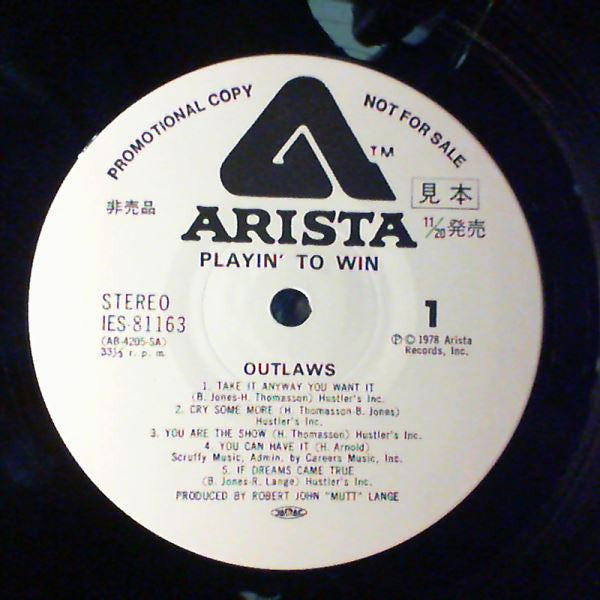 PROMOTIONAL COPY
NOT FOR SALE
TM
非売品
見本
ARISTA
11/20発売
PLAYIN' TO WIN
STEREO
IES-81163
(AB-4205-SA)
33⅓ r. p. m.
1
Ⓟ © 1978 Arista
Records, Inc.
OUTLAWS
1. TAKE IT ANYWAY YOU WANT IT
(B. Jones-H. Thomasson) Hustler's Inc.
2. CRY SOME MORE (H. Thomasson-B. Jones)
Hustler's Inc.
3. YOU ARE THE SHOW (H. Thomasson) Hustler's Inc.
4. YOU CAN HAVE IT (H. Arnold)
Scruffy Music, Admin. by Careers Music, Inc.
5. IF DREAMS CAME TRUE
(B. Jones-R. Lange) Hustler's Inc.
PRODUCED BY ROBERT JOHN "MUTT" LANGE